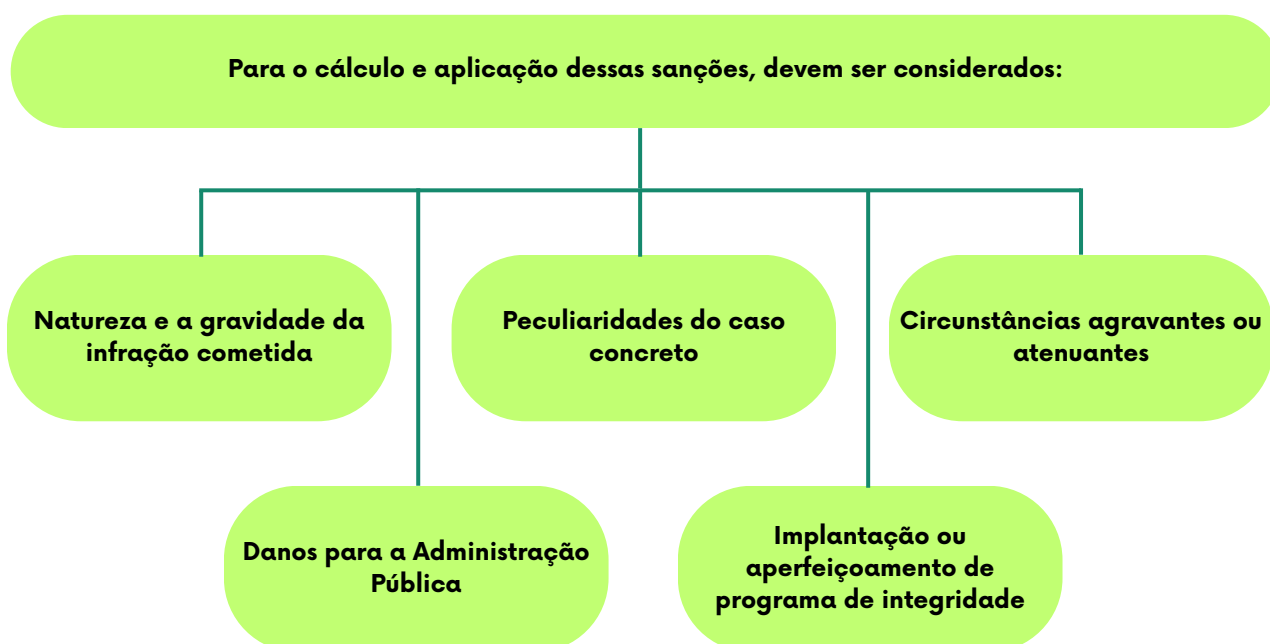 Para o cálculo e aplicação dessas sanções, devem ser considerados:
Natureza e a gravidade da
infração cometida
Peculiaridades do caso
concreto
Circunstâncias agravantes ou
atenuantes
Danos para a Administração
Pública
Implantação ou
aperfeiçoamento de
programa de integridade